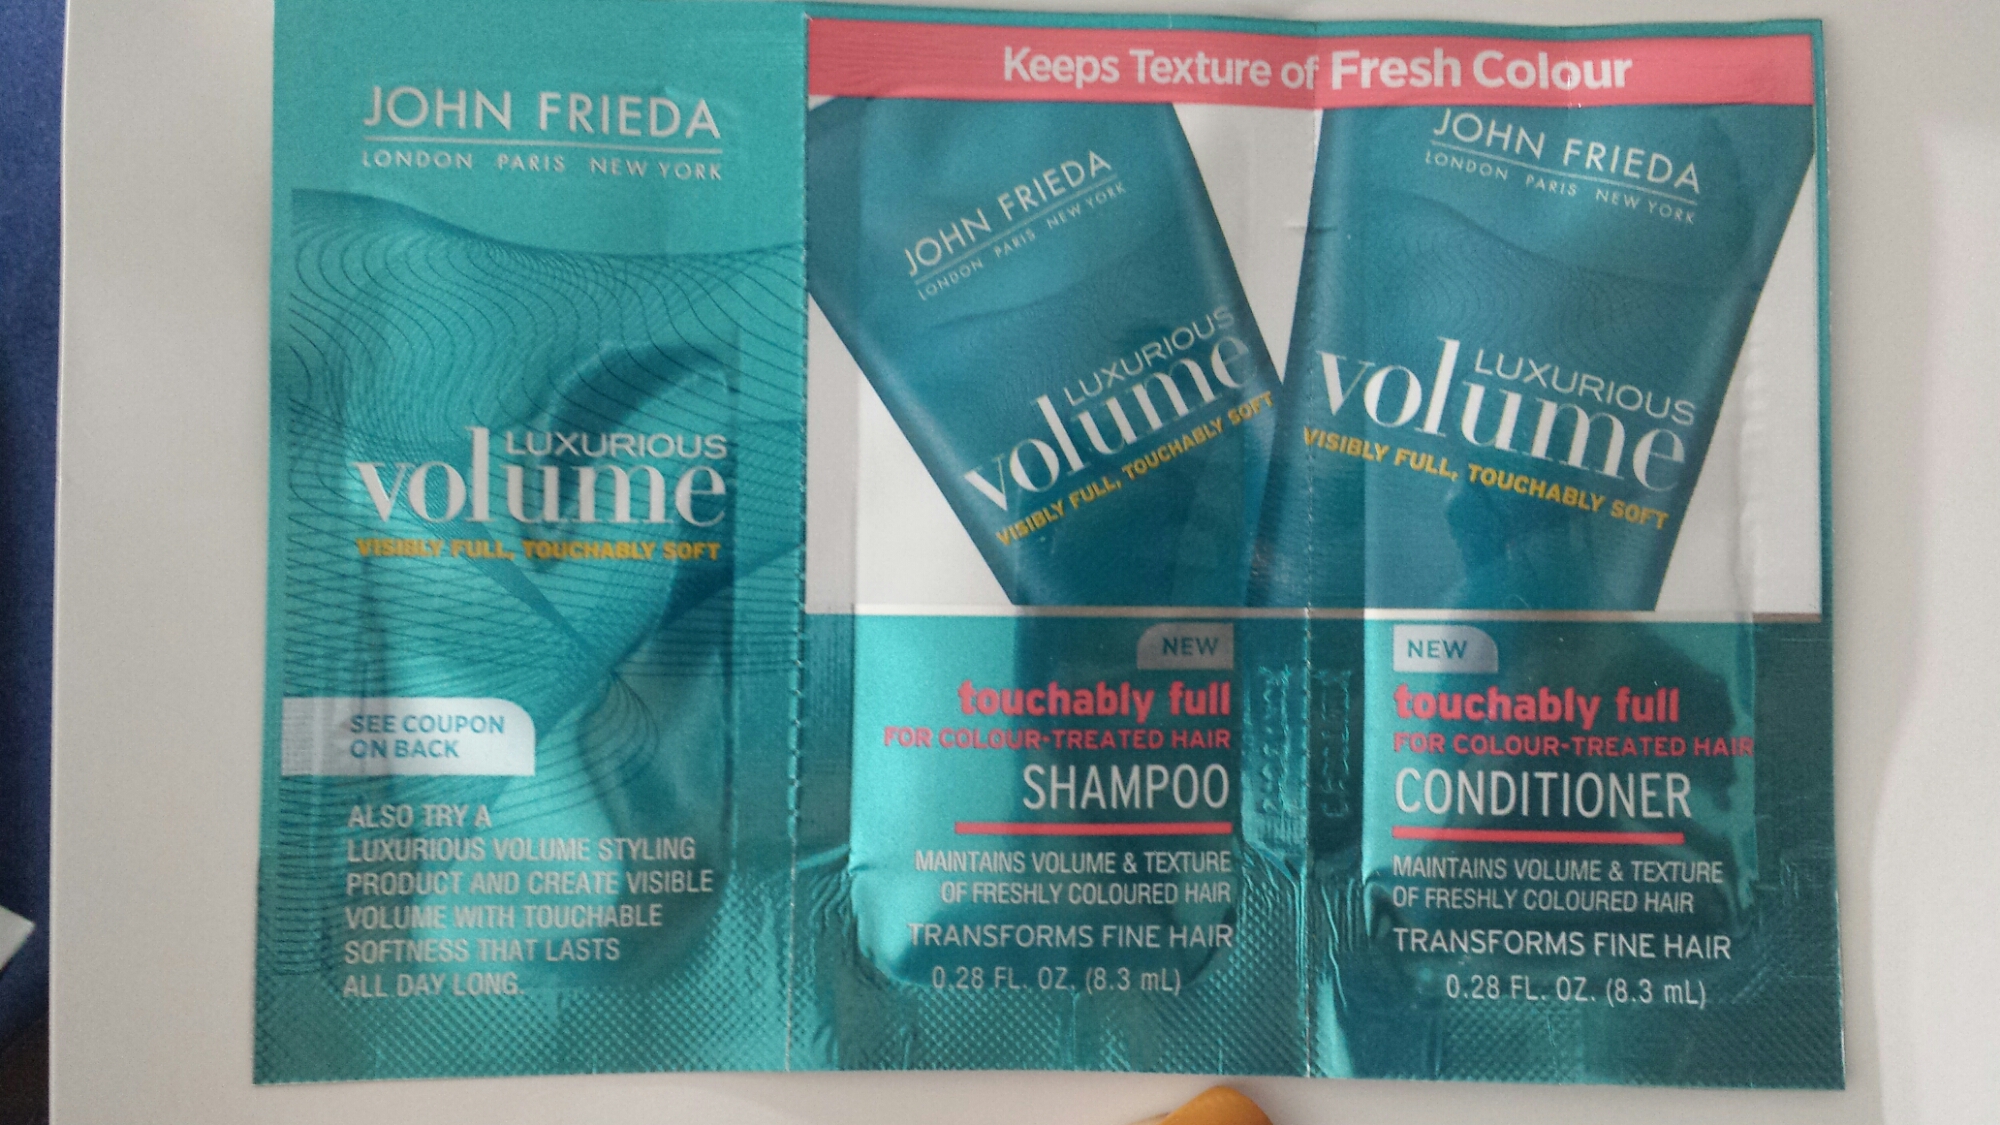 JOHN FRIEDA
LONDON PARIS NEW YORK
LUXURIOUS
volume
VISIBLY FULL, TOUCHABLY SOFT
SEE COUPON
ON BACK
ALSO TRY A
LUXURIOUS VOLUME STYLING
PRODUCT AND CREATE VISIBLE
VOLUME WITH TOUCHABLE
SOFTNESS THAT LASTS
ALL DAY LONG.
Keeps Texture of Fresh Colour
JOHN FRIEDA
LONDON PARIS NEW YORK
LUXURIOUS
volume
VISIBLY FULL, TOUCHABLY SOFT
NEW
touchably full
FOR COLOUR-TREATED HAIR
SHAMPOO
MAINTAINS VOLUME & TEXTURE
OF FRESHLY COLOURED HAIR
TRANSFORMS FINE HAIR
0.28 FL. OZ. (8.3 mL)
JOHN FRIEDA
LONDON PARIS NEW YORK
LUXURIOUS
volume
VISIBLY FULL, TOUCHABLY SOFT
NEW
touchably full
FOR COLOUR-TREATED HAIR
CONDITIONER
MAINTAINS VOLUME & TEXTURE
OF FRESHLY COLOURED HAIR
TRANSFORMS FINE HAIR
0.28 FL. OZ. (8.3 mL)